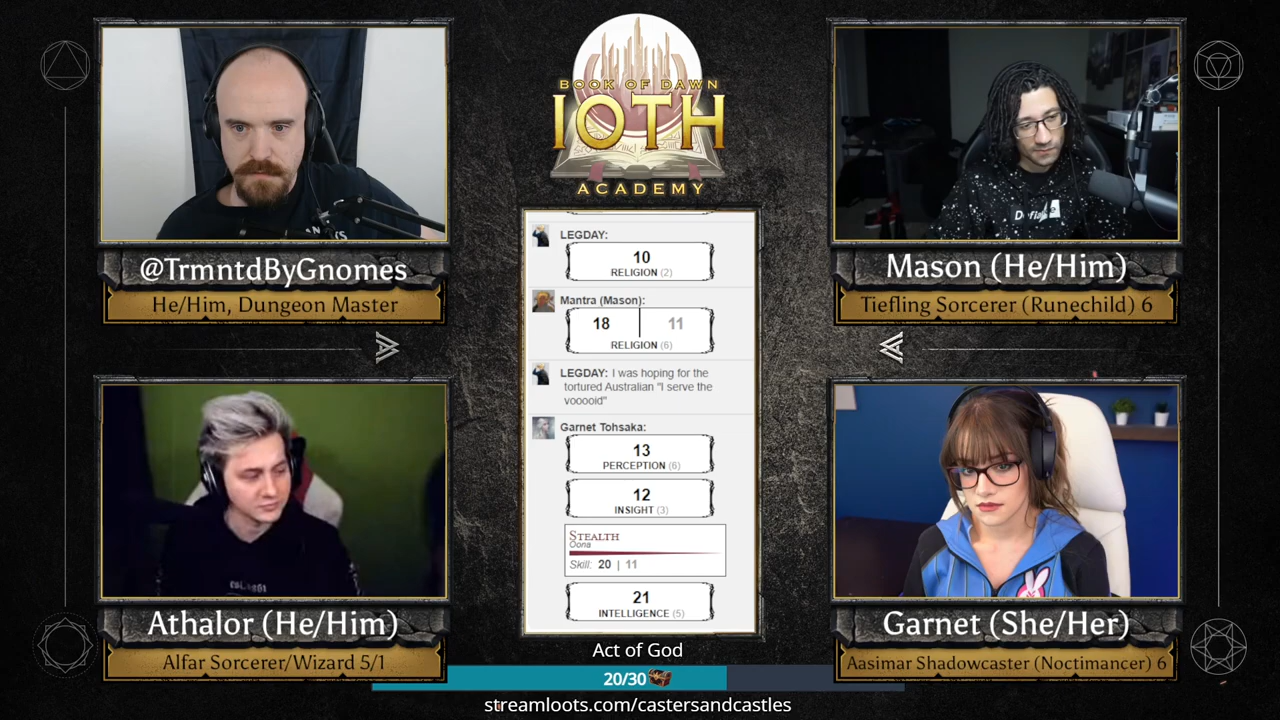 BOOK OF DAWN
IOTH
ACADEMY
@TrmntdByGnomes
He/Him, Dungeon Master
Mason (He/Him)
Tiefling Sorcerer (Runechild) 6
LEGDAY:
10
RELIGION (2)
Mantra (Mason):
18 11
RELIGION (6)
LEGDAY: I was hoping for the
tortured Australian "I serve the
vooooid"
Garnet Tohsaka:
13
PERCEPTION (6)
12
INSIGHT (3)
STEALTH
Oona
Skill: 20 | 11
21
INTELLIGENCE (5)
Athalor (He/Him)
Alfar Sorcerer/Wizard 5/1
Garnet (She/Her)
Aasimar Shadowcaster (Noctimancer) 6
Act of God
20/30
streamloots.com/castersandcastles